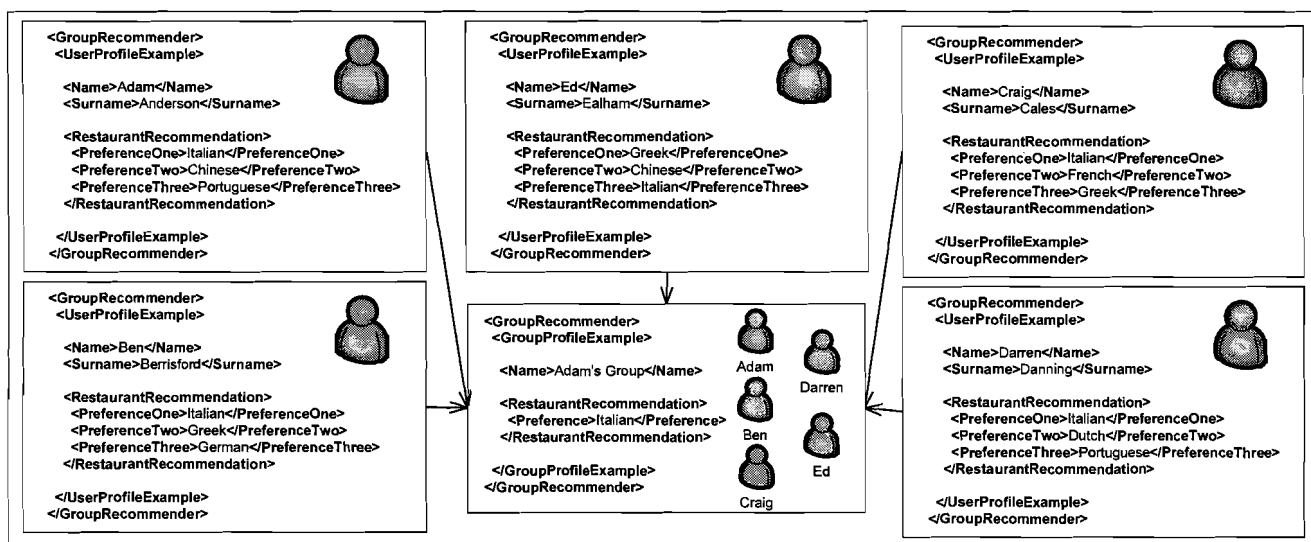 <GroupRecommender>
<UserProfileExample>
<Name>Adam</Name>
<Surname>Anderson</Surname>
<RestaurantRecommendation>
<PreferenceOne>Italian</PreferenceOne>
<PreferenceTwo>Chinese</PreferenceTwo>
<PreferenceThree>Portuguese</PreferenceThree>
</RestaurantRecommendation>
</UserProfileExample>
</GroupRecommender>
<GroupRecommender>
<UserProfileExample>
<Name>Ed</Name>
<Surname>Ealham</Surname>
<RestaurantRecommendation>
<PreferenceOne>Greek</PreferenceOne>
<PreferenceTwo>Chinese</PreferenceTwo>
<PreferenceThree>Italian</PreferenceThree>
</RestaurantRecommendation>
</UserProfileExample>
</GroupRecommender>
<GroupRecommender>
<UserProfileExample>
<Name>Craig</Name>
<Surname>Cales</Surname>
<RestaurantRecommendation>
<PreferenceOne>Italian</PreferenceOne>
<PreferenceTwo>French</PreferenceTwo>
<PreferenceThree>Greek</PreferenceThree>
</RestaurantRecommendation>
</UserProfileExample>
</GroupRecommender>
<GroupRecommender>
<UserProfileExample>
<Name>Ben</Name>
<Surname>Berrisford</Surname>
<RestaurantRecommendation>
<PreferenceOne>Italian</PreferenceOne>
<PreferenceTwo>Greek</PreferenceTwo>
<PreferenceThree>German</PreferenceThree>
</RestaurantRecommendation>
</UserProfileExample>
</GroupRecommender>
<GroupRecommender>
<GroupProfileExample>
<Name>Adam's Group</Name>
<RestaurantRecommendation>
<Preference>Italian</Preference>
</RestaurantRecommendation>
</GroupProfileExample>
</GroupRecommender>
Adam
Darren
Ben
Ed
Craig
<GroupRecommender>
<UserProfileExample>
<Name>Darren</Name>
<Surname>Danning</Surname>
<RestaurantRecommendation>
<PreferenceOne>Italian</PreferenceOne>
<PreferenceTwo>Dutch</PreferenceTwo>
<PreferenceThree>Portuguese</PreferenceThree>
</RestaurantRecommendation>
</UserProfileExample>
</GroupRecommender>